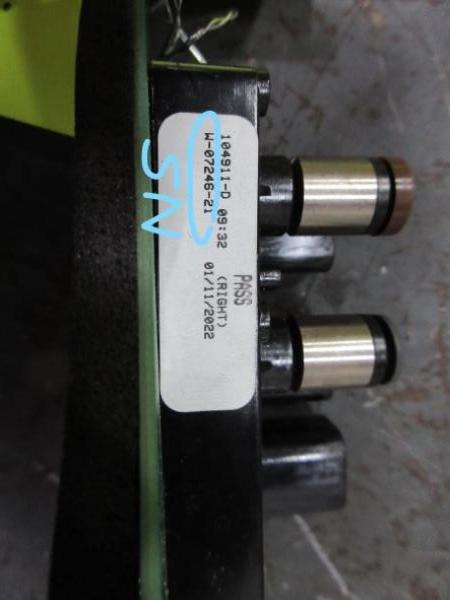 104911-D 09:32
W-07246-21
PASS
(RIGHT)
01/11/2022
SN